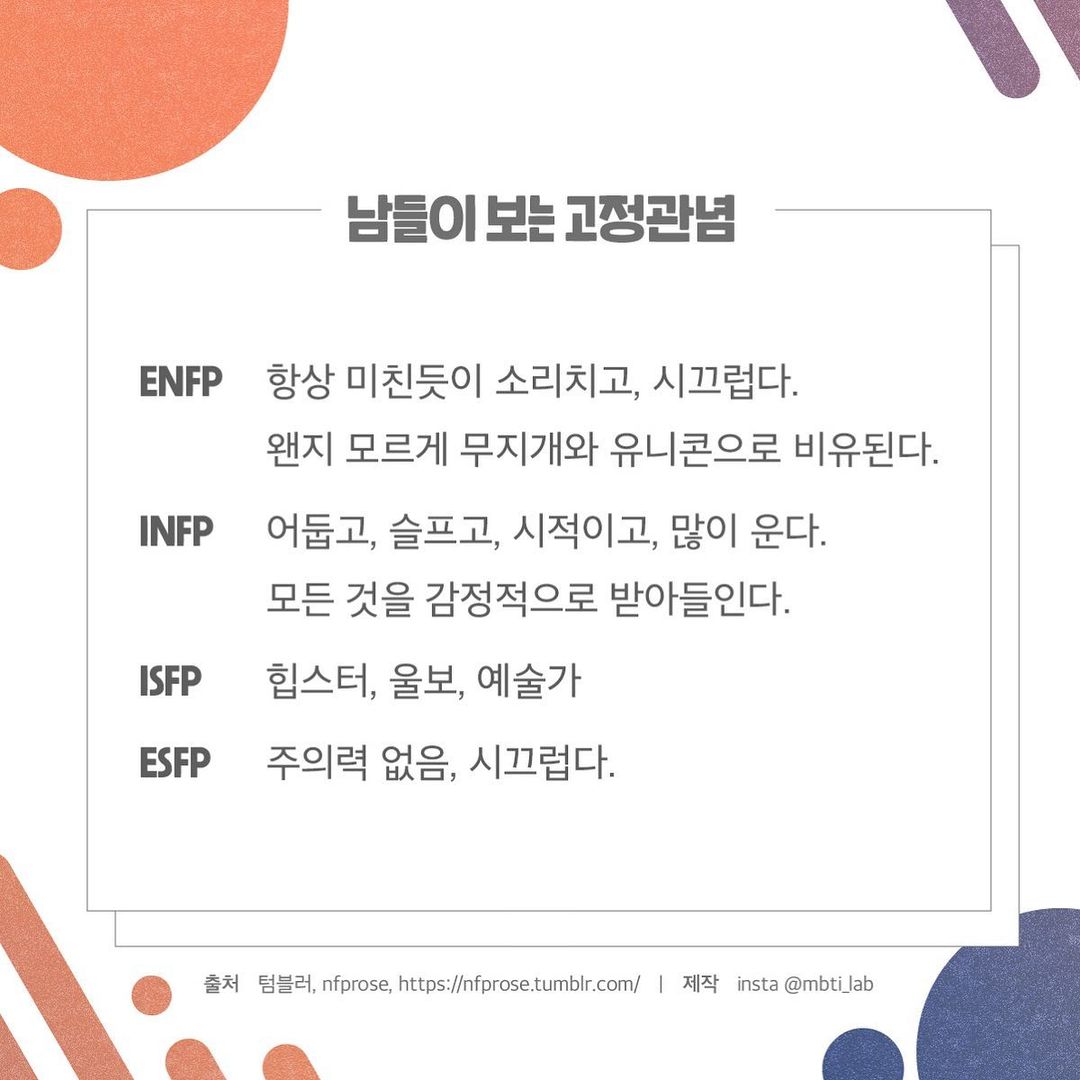 남들이 보는 고정관념
ENFP 항상 미친듯이 소리치고, 시끄럽다.
왠지 모르게 무지개와 유니콘으로 비유된다.
INFP 어둡고, 슬프고, 시적이고, 많이 운다.
모든 것을 감정적으로 받아들인다.
ISFP 힙스터, 울보, 예술가
ESFP 주의력 없음, 시끄럽다.
출처 텀블러, nfprose, https://nfprose.tumblr.com/ | 제작 insta @mbti_lab